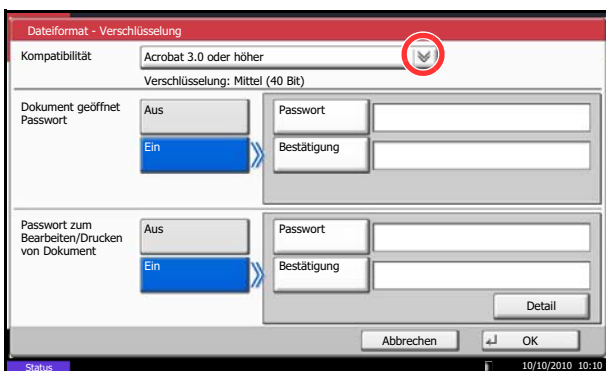 Dateiformat - Verschlüsselung
Kompatibilität
Acrobat 3.0 oder höher
Verschlüsselung: Mittel (40 Bit)
Dokument geöffnet
Passwort
Aus
Ein
Passwort
Bestätigung
Passwort zum
Bearbeiten/Drucken
von Dokument
Aus
Ein
Passwort
Bestätigung
Detail
Abbrechen
OK
Status
10/10/2010 10:10